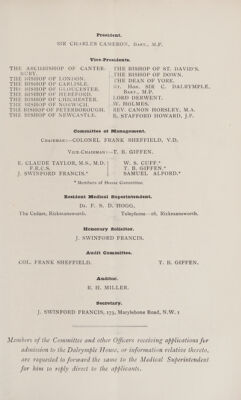 President.
SIR CHARLES CAMERON, BART., M.P.
Vice-Presidents.
THE ARCHBISHOP OF CANTERBURY.
THE BISHOP OF LONDON.
THE BISHOP OF CARLISLE.
THE BISHOP OF GLOUCESTER.
THE BISHOP OF HEREFORD.
THE BISHOP OF CHICHESTER.
THE BISHOP OF NORWICH.
THE BISHOP OF PETERBOROUGH.
THE BISHOP OF NEWCASTLE.
THE BISHOP OF ST. DAVID'S.
THE BISHOP OF DOWN.
THE DEAN OF YORK.
RT. HON. SIR C. DALRYMPLE, BART., M.P.
LORD DERWENT.
W. HOLMES.
REV. CANON HORSLEY, M.A.
R. STAFFORD HOWARD, J.P.
Committee of Management.
CHAIRMAN:—COLONEL FRANK SHEFFIELD, V.D.
VICE-CHAIRMAN:—T. B. GIFFEN.
E. CLAUDE TAYLOR, M.S., M.D., F.R.C.S.
J. SWINFORD FRANCIS.*
W. S. CUFF.*
T. B. GIFFEN.*
SAMUEL ALFORD.*
* Members of House Committee.
Resident Medical Superintendent.
DR. F. S. D. HOGG,
The Cedars, Rickmansworth. Telephone—16, Rickmansworth.
Honorary Solicitor.
J. SWINFORD FRANCIS.
Audit Committee.
COL. FRANK SHEFFIELD. T. B. GIFFEN.
Auditor.
R. H. MILLER.
Secretary.
J. SWINFORD FRANCIS, 173, Marylebone Road, N.W.1
Members of the Committee and other Officers receiving applications for
admission to the Dalrymple House, or information relative thereto,
are requested to forward the same to the Medical Superintendent
for him to reply direct to the applicants.